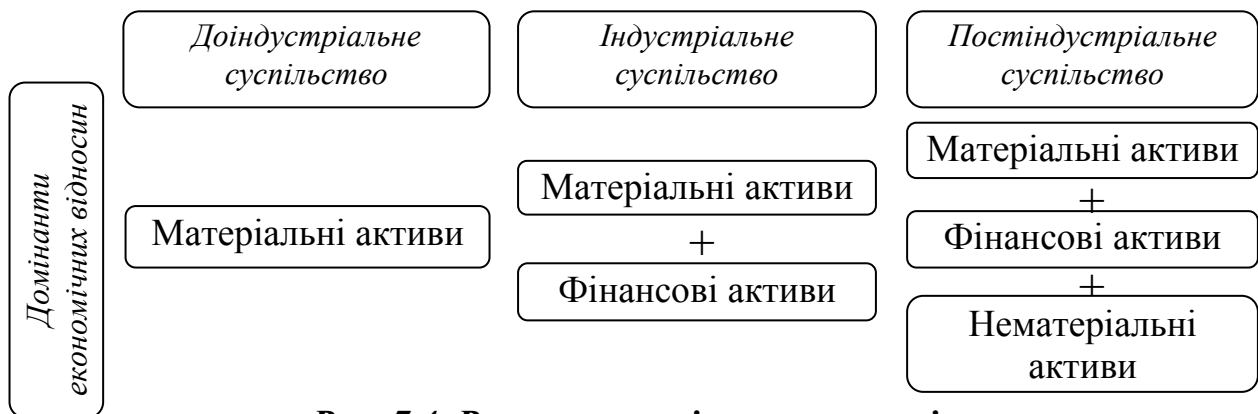 Доіндустріальне
суспільство
Індустріальне
суспільство
Постіндустріальне
суспільство
Домінанти
економічних відносин
Матеріальні активи
Матеріальні активи
+
Фінансові активи
Матеріальні активи
+
Фінансові активи
+
Нематеріальні
активи